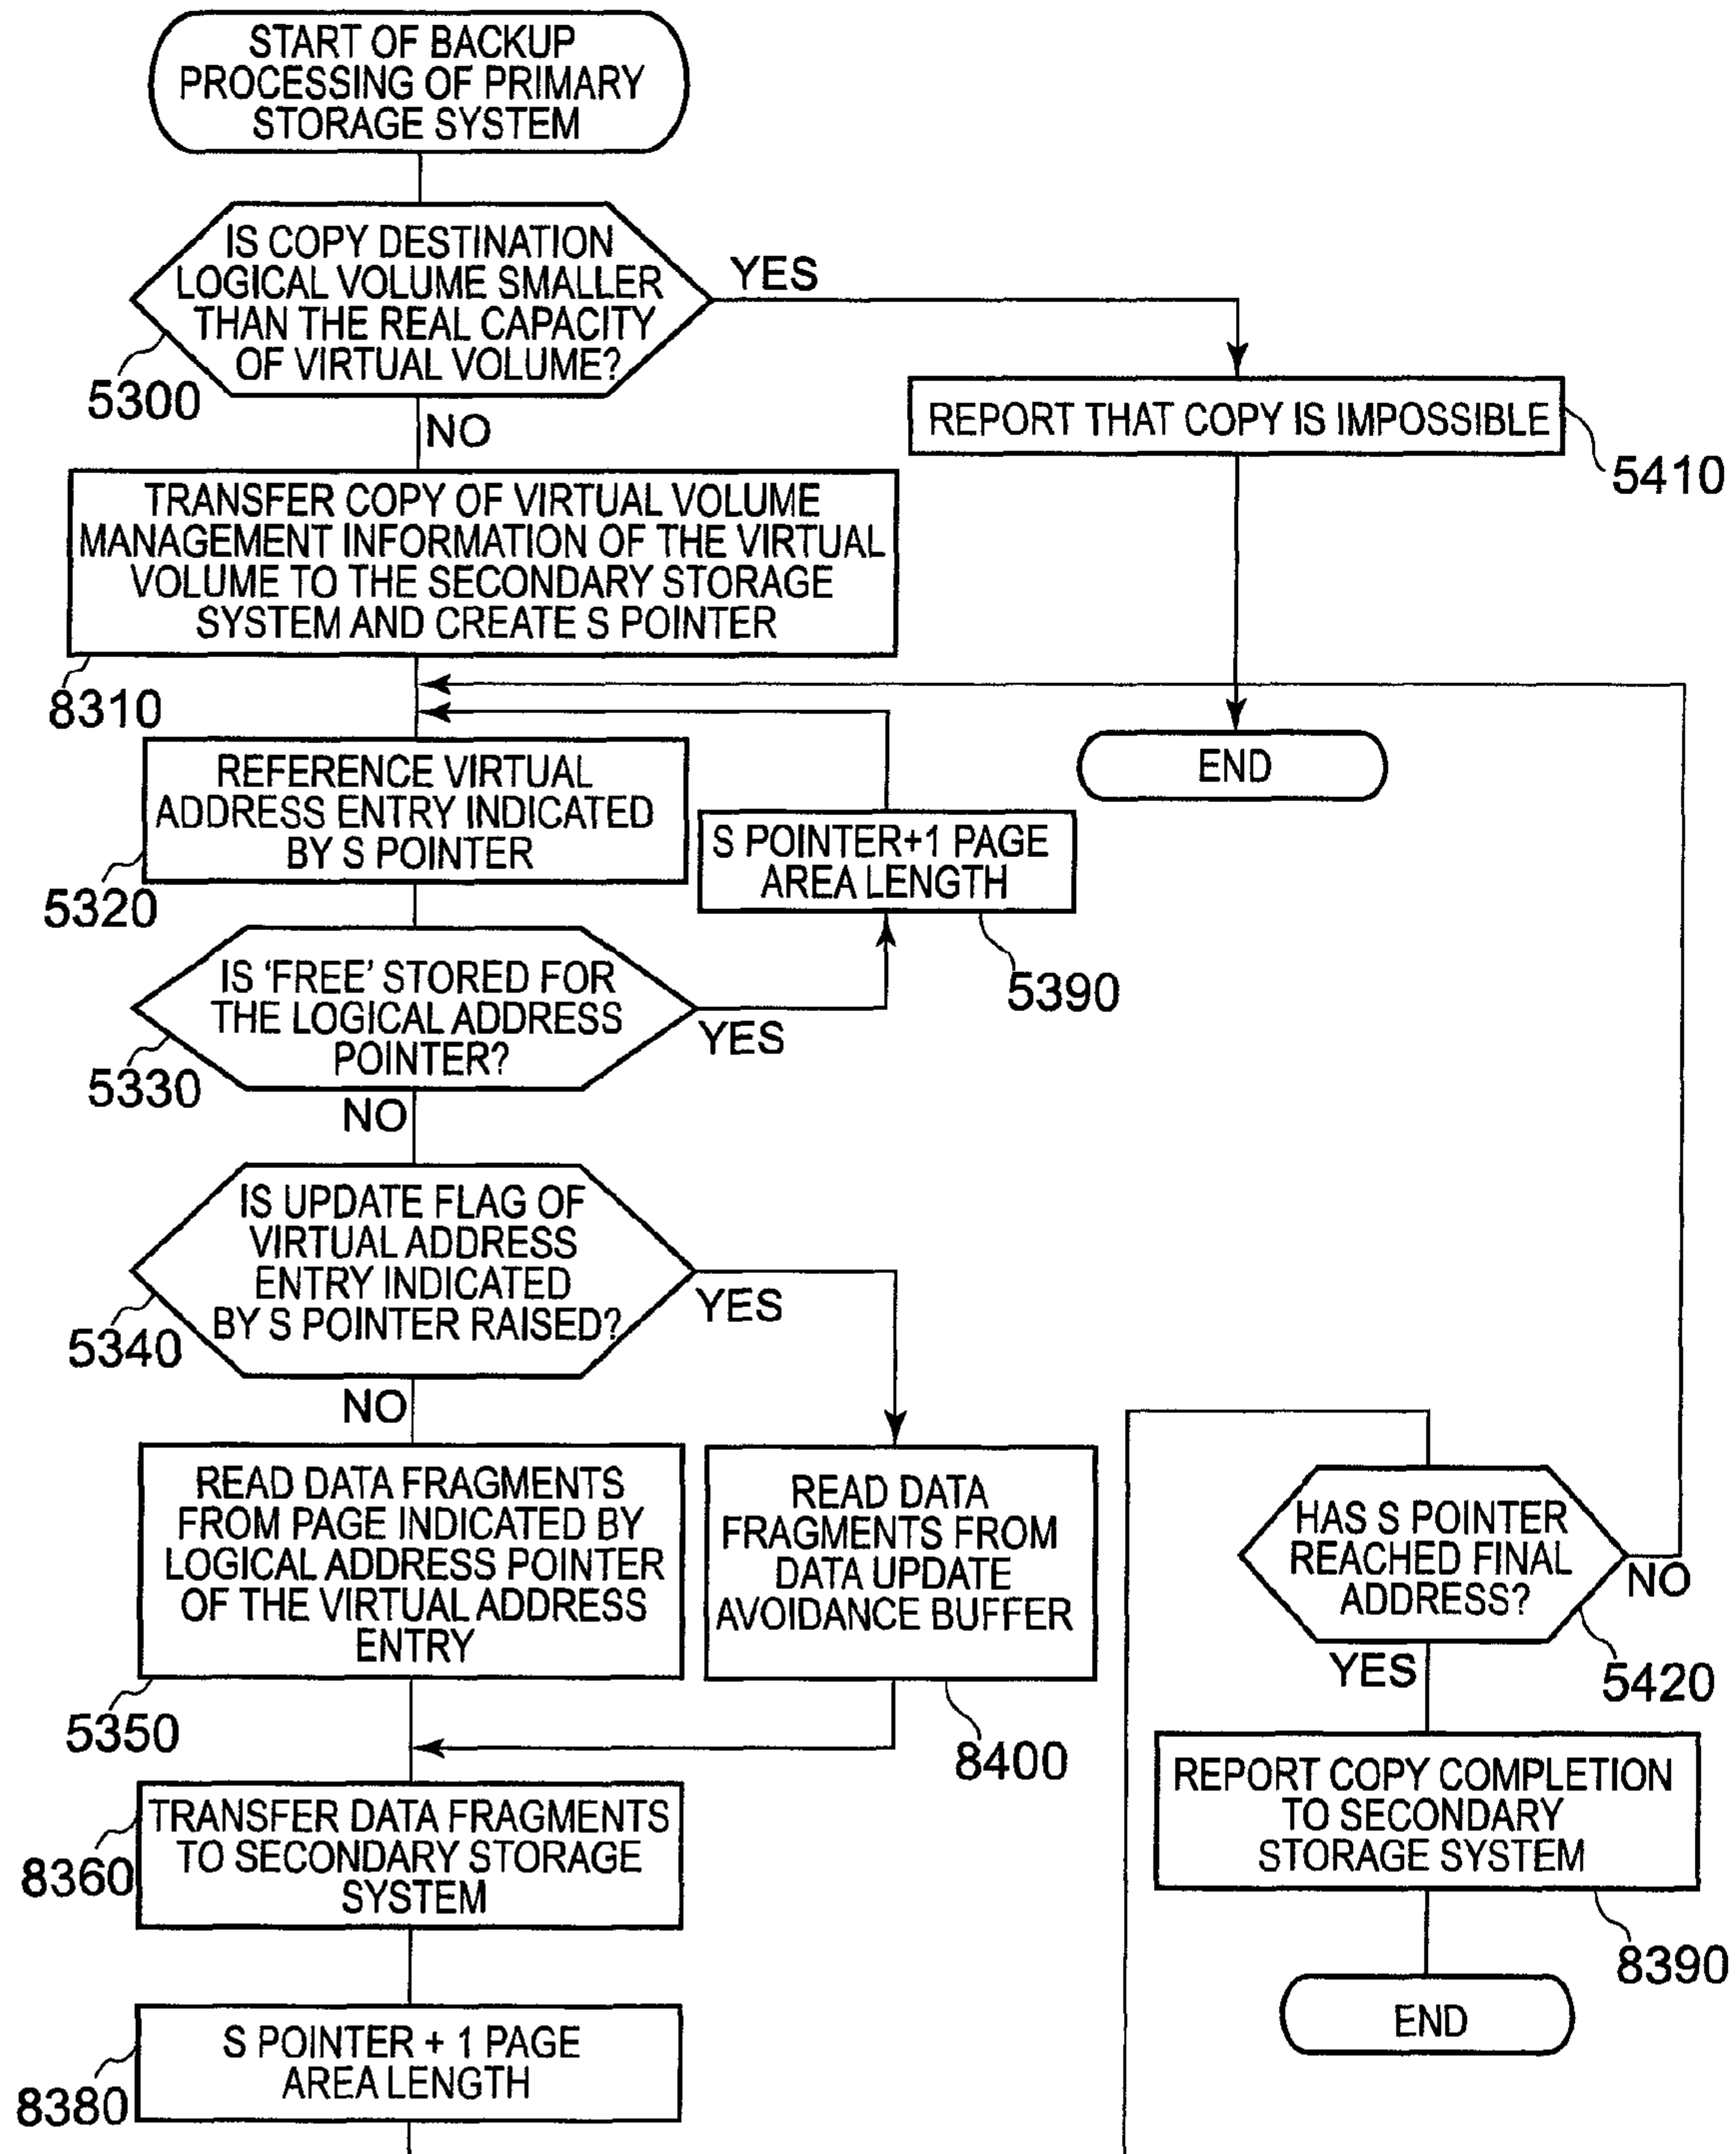 START OF BACKUP
PROCESSING OF PRIMARY
STORAGE SYSTEM
IS COPY DESTINATION
LOGICAL VOLUME SMALLER
THAN THE REAL CAPACITY
OF VIRTUAL VOLUME?
YES
5300
NO
REPORT THAT COPY IS IMPOSSIBLE
5410
END
TRANSFER COPY OF VIRTUAL VOLUME
MANAGEMENT INFORMATION OF THE VIRTUAL
VOLUME TO THE SECONDARY STORAGE
SYSTEM AND CREATE S POINTER
8310
REFERENCE VIRTUAL
ADDRESS ENTRY INDICATED
BY S POINTER
5320
S POINTER+1 PAGE
AREA LENGTH
5390
IS 'FREE' STORED FOR
THE LOGICAL ADDRESS
POINTER?
YES
5330
NO
IS UPDATE FLAG OF
VIRTUAL ADDRESS
ENTRY INDICATED
BY S POINTER RAISED?
YES
5340
NO
READ DATA FRAGMENTS
FROM PAGE INDICATED BY
LOGICAL ADDRESS POINTER
OF THE VIRTUAL ADDRESS
ENTRY
5350
READ DATA
FRAGMENTS FROM
DATA UPDATE
AVOIDANCE BUFFER
8400
TRANSFER DATA FRAGMENTS
TO SECONDARY STORAGE
SYSTEM
8360
S POINTER + 1 PAGE
AREA LENGTH
8380
HAS S POINTER
REACHED FINAL
ADDRESS?
NO
YES
5420
REPORT COPY COMPLETION
TO SECONDARY
STORAGE SYSTEM
8390
END